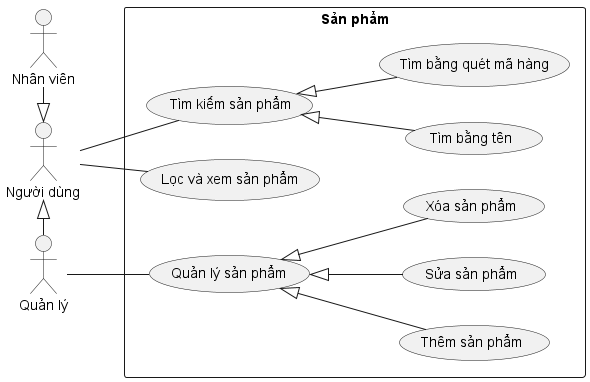 Sản phẩm
Nhân viên
Người dùng
Quản lý
Tìm kiếm sản phẩm
Tìm bằng quét mã hàng
Tìm bằng tên
Lọc và xem sản phẩm
Quản lý sản phẩm
Xóa sản phẩm
Sửa sản phẩm
Thêm sản phẩm